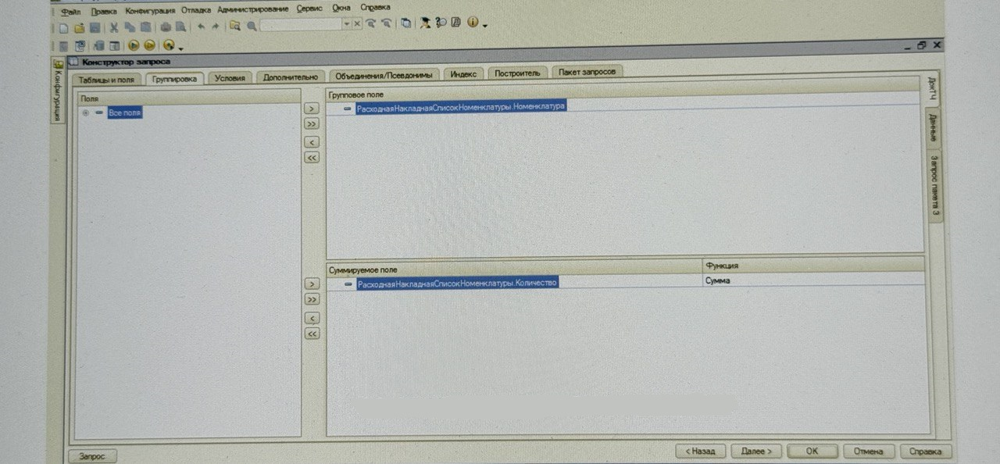 Файл Правка Конфигурация Отладка Администрирование Сервис Окна Справка
Конструктор запроса
Конфигурация
Таблицы и поля Группировка Условия Дополнительно Объединения/Псевдонимы Индекс Построитель Пакет запросов
Поля
Все поля
Групповое поле
РасходнаяНакладнаяСписокНоменклатуры.Номенклатура
ДокТЧ
Данные
Запрос пакета 3
Суммируемое поле Функция
РасходнаяНакладнаяСписокНоменклатуры.Количество Сумма
Запрос < Назад Далее > OK Отмена Справка